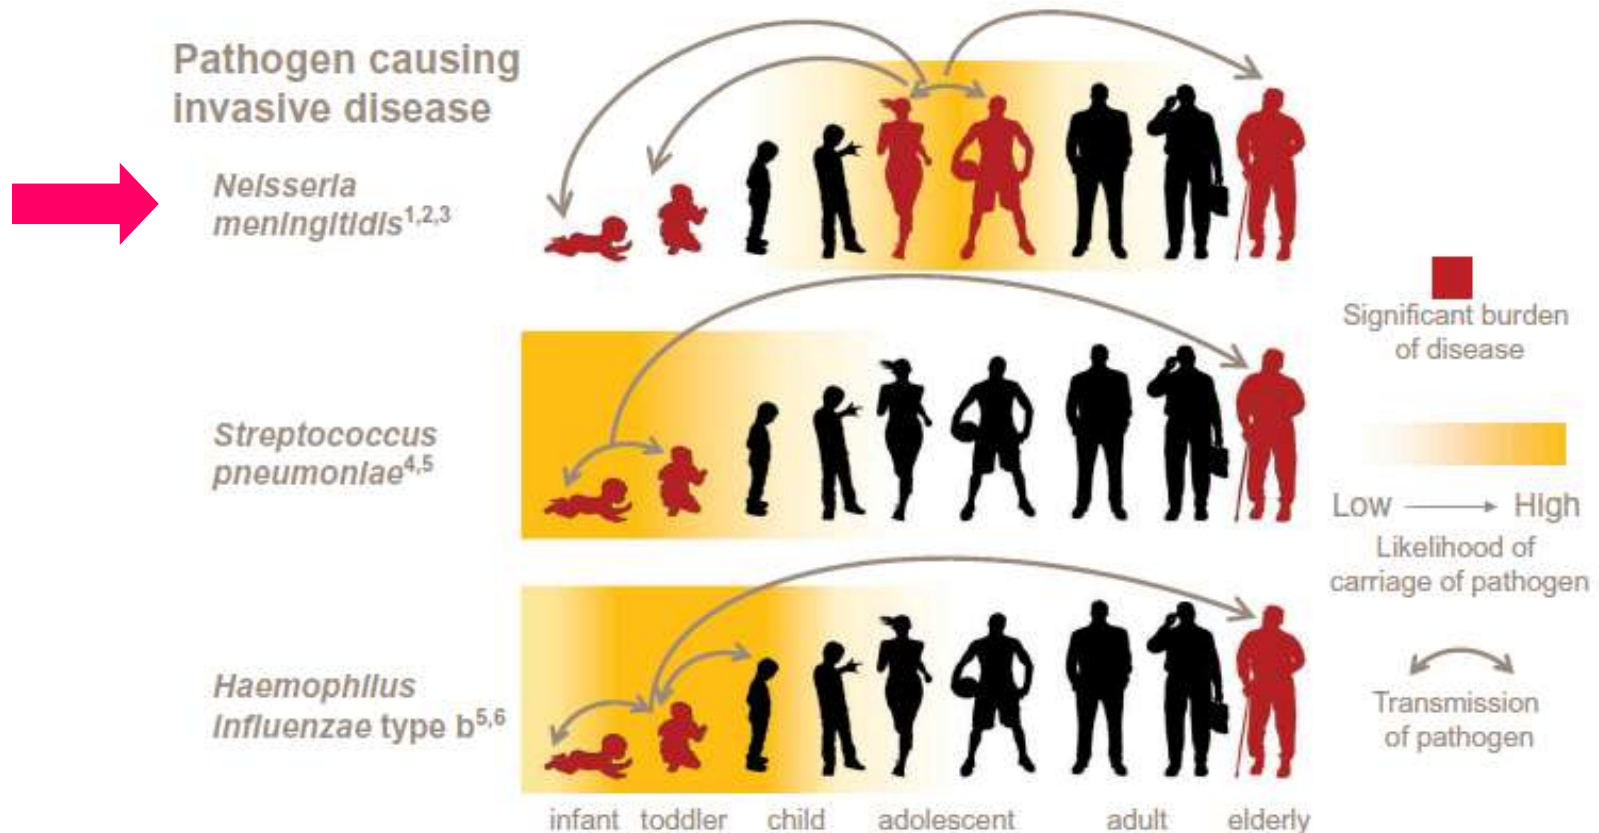 Pathogen causing
invasive disease
Neisseria
meningitidis1,2,3
Streptococcus
pneumoniae4,5
Haemophilus
influenzae type b5,6
infant toddler child adolescent adult elderly
Significant burden
of disease
Low High
Likelihood of
carriage of pathogen
Transmission
of pathogen